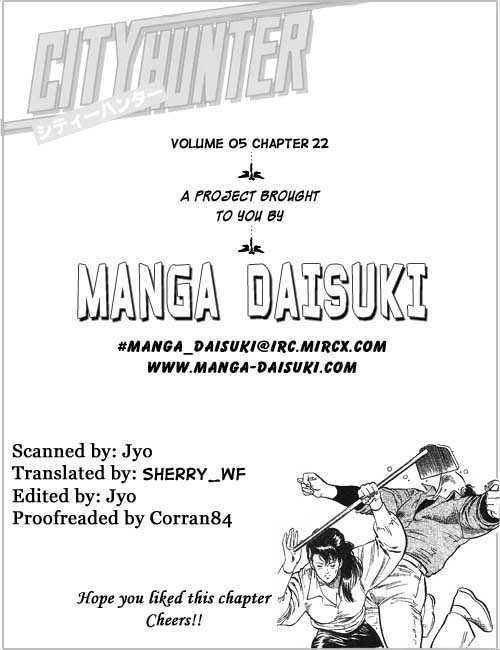 CITY HUNTER
シティーハンター
VOLUME 05 CHAPTER 22
A PROJECT BROUGHT
TO YOU BY
MANGA DAISUKI
#MANGA_DAISUKI@IRC.MIRCX.COM
WWW.MANGA-DAISUKI.COM
Scanned by: Jyo
Translated by: SHERRY_WF
Edited by: Jyo
Proofreaded by Corran84
Hope you liked this chapter
Cheers!!